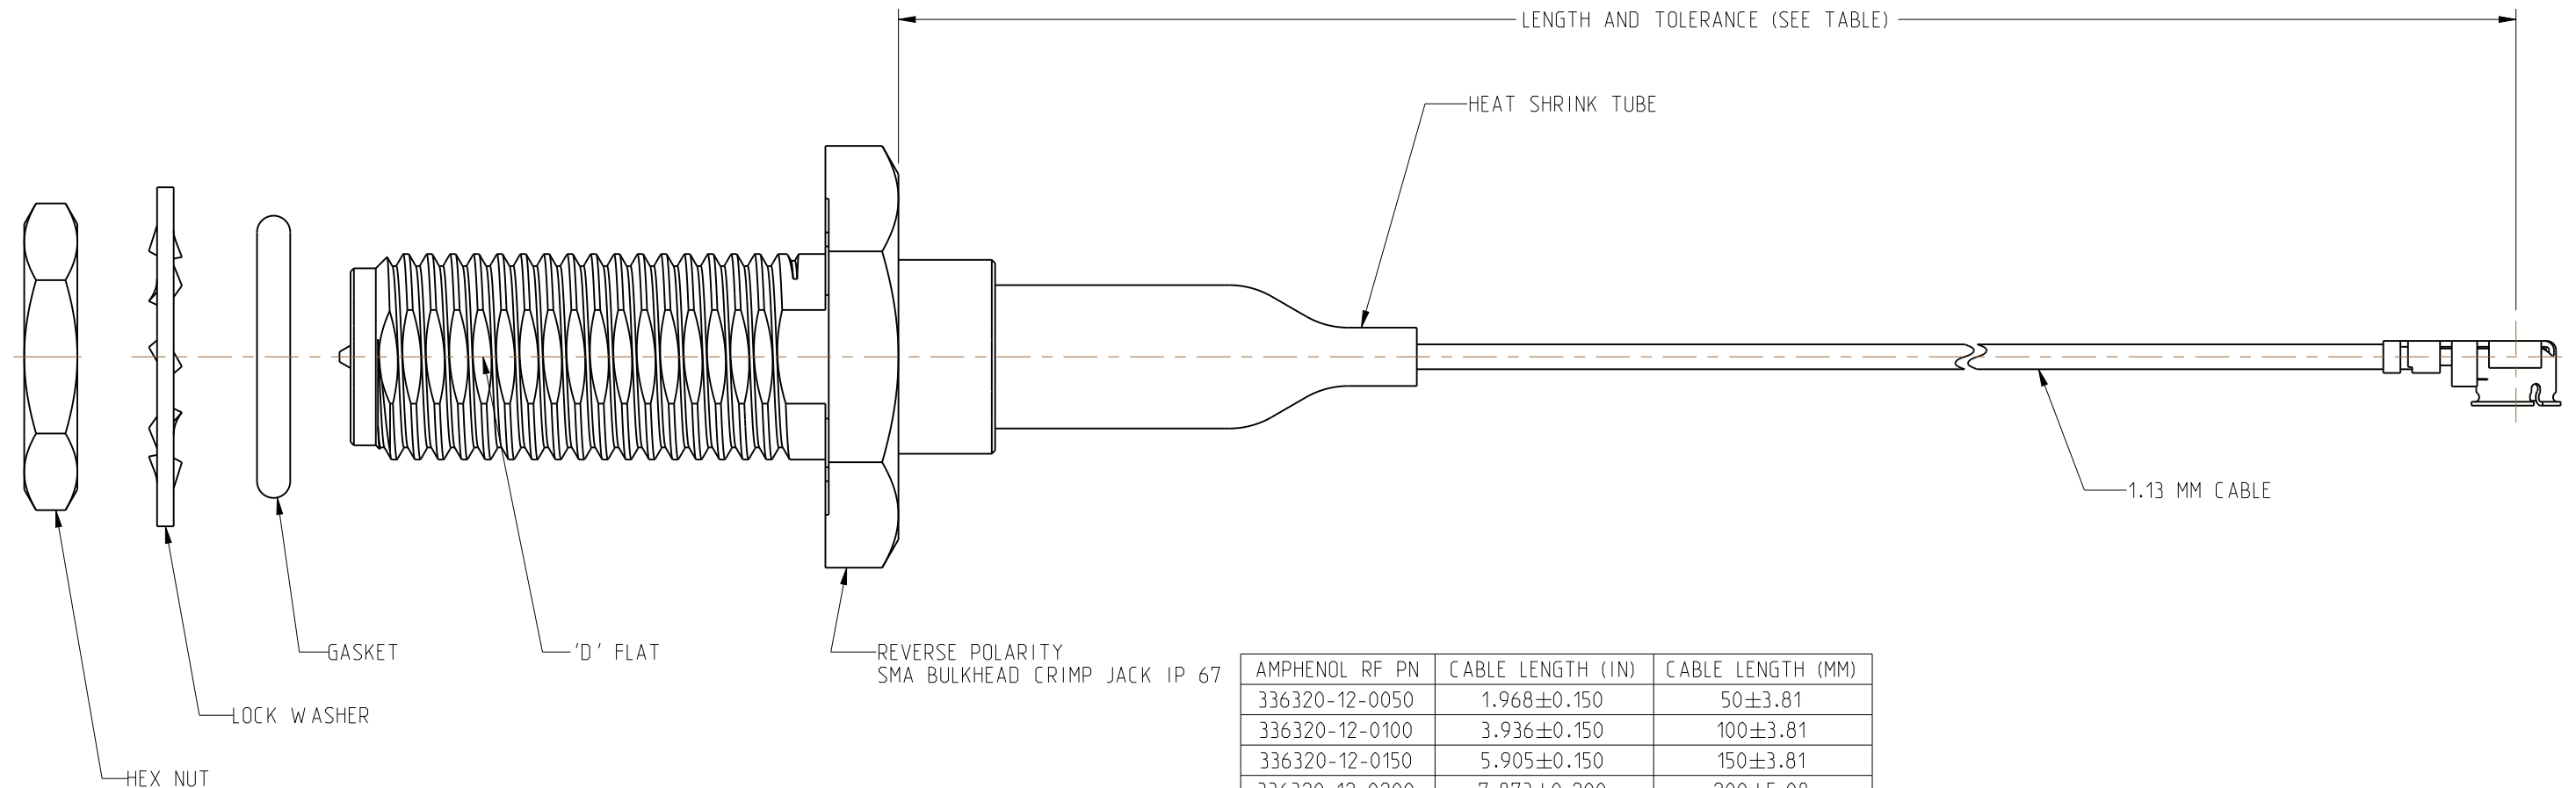 LENGTH AND TOLERANCE (SEE TABLE)
HEAT SHRINK TUBE
1.13 MM CABLE
GASKET
'D' FLAT
REVERSE POLARITY
SMA BULKHEAD CRIMP JACK IP 67
LOCK WASHER
HEX NUT
AMPHENOL RF PN CABLE LENGTH (IN) CABLE LENGTH (MM)
336320-12-0050 1.968±0.150 50±3.81
336320-12-0100 3.936±0.150 100±3.81
336320-12-0150 5.905±0.150 150±3.81